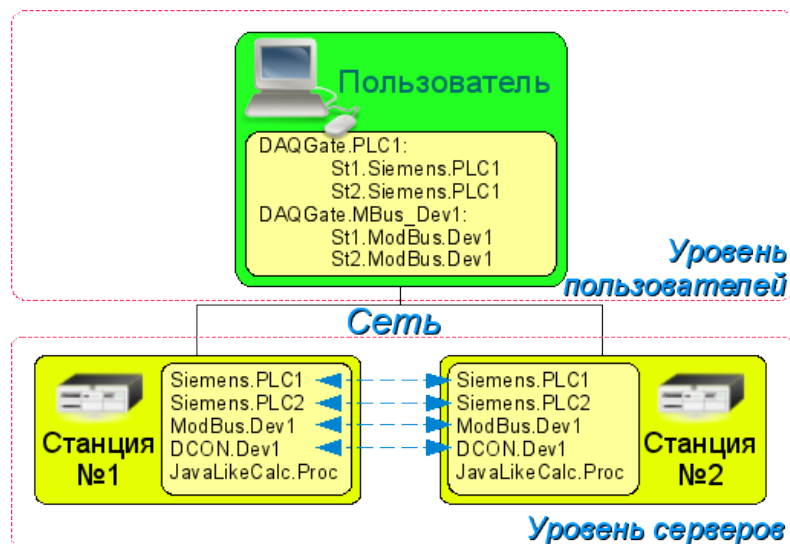 Пользователь
DAQGate.PLC1:
St1.Siemens.PLC1
St2.Siemens.PLC1
DAQGate.MBus_Dev1:
St1.ModBus.Dev1
St2.ModBus.Dev1
Уровень
пользователей
Сеть
Станция
№1
Siemens.PLC1
Siemens.PLC2
ModBus.Dev1
DCON.Dev1
JavaLikeCalc.Proc
Siemens.PLC1
Siemens.PLC2
ModBus.Dev1
DCON.Dev1
JavaLikeCalc.Proc
Станция
№2
Уровень серверов